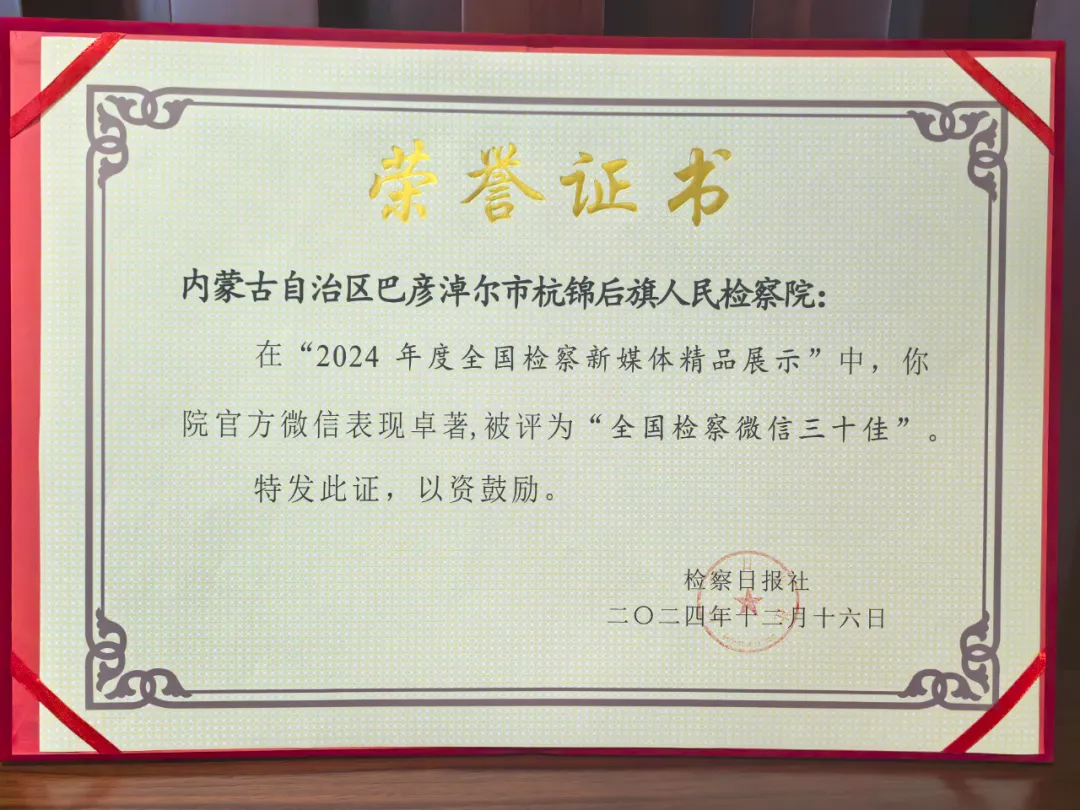 荣誉证书
内蒙古自治区巴彦淖尔市杭锦后旗人民检察院：
在“2024 年度全国检察新媒体精品展示”中，你
院官方微信表现卓著,被评为“全国检察微信三十佳”。
特发此证，以资鼓励。
检察日报社
二〇二四年十二月十六日